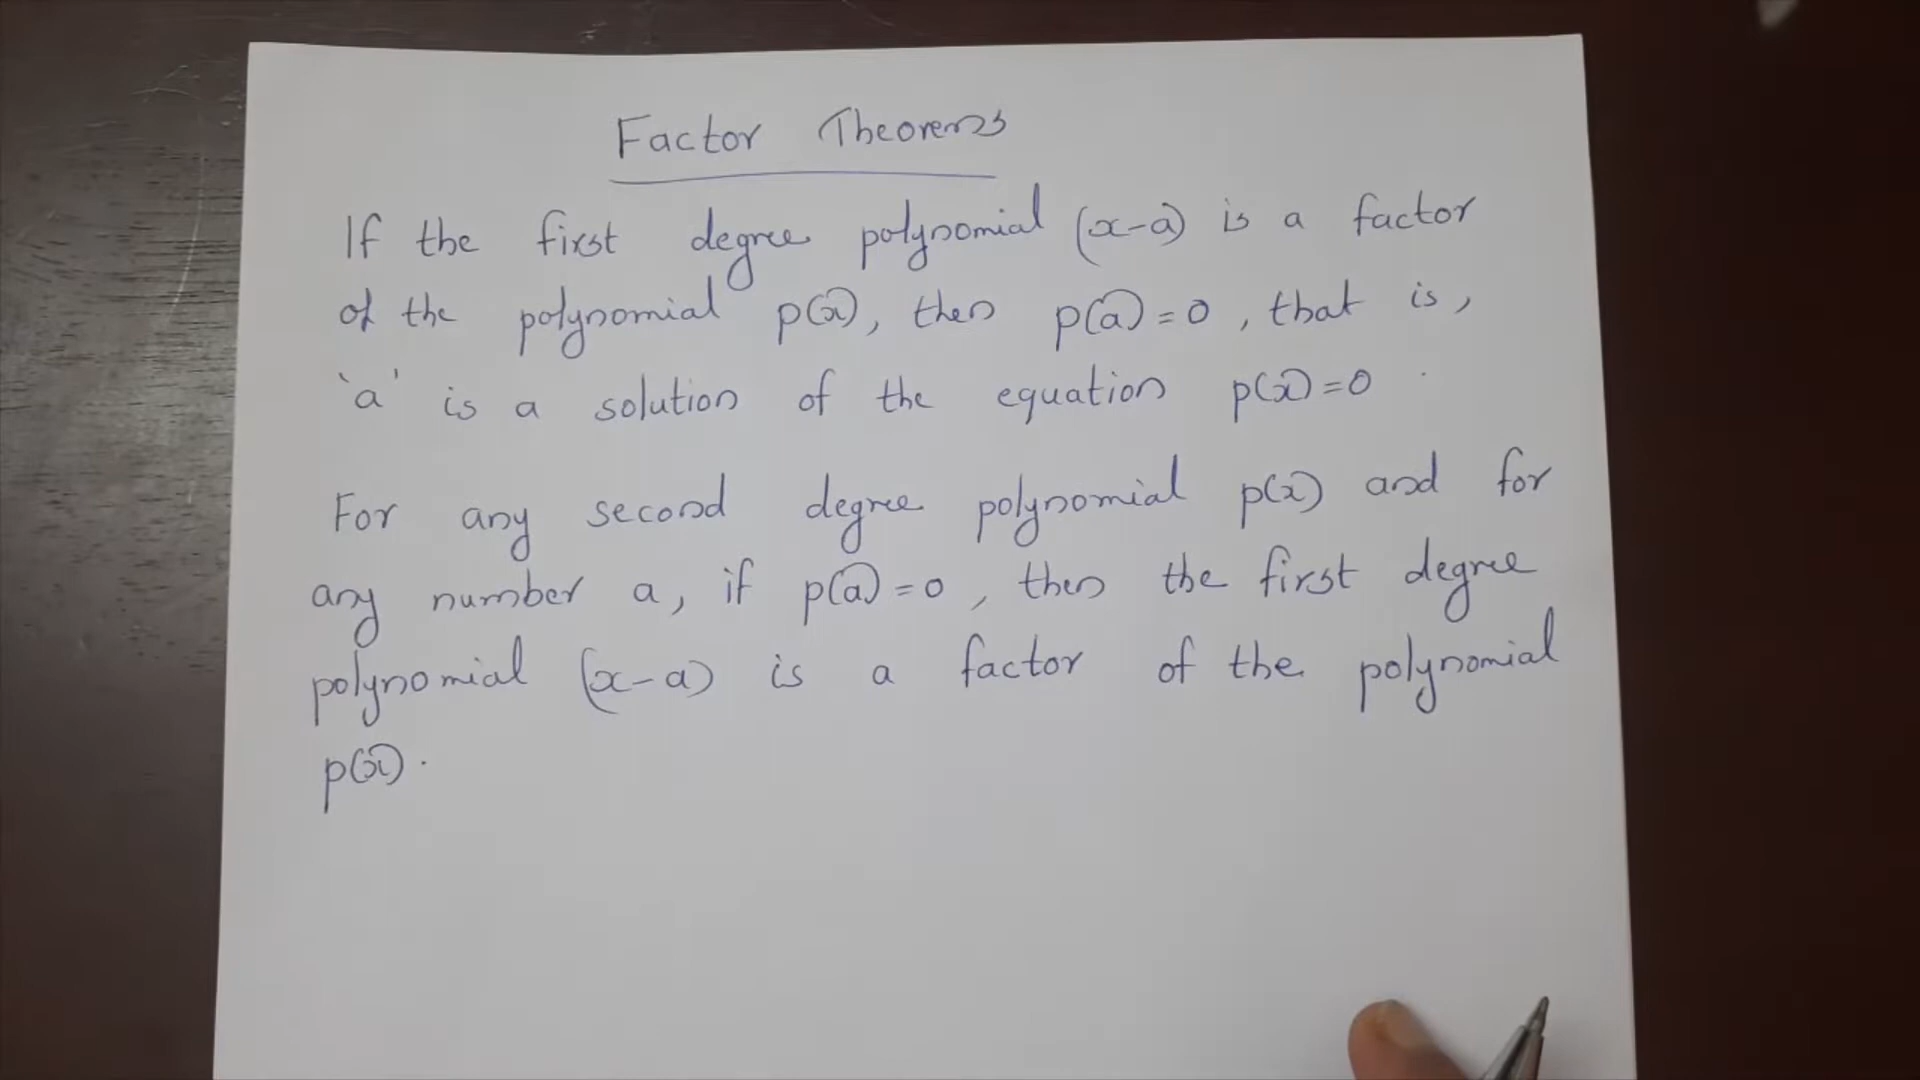 Factor Theorem
If the first degree polynomial (x-a) is a factor
of the polynomial p(x), then p(a)=0, that is,
'a' is a solution of the equation p(x)=0.
For any second degree polynomial p(x) and for
any number a, if p(a)=0, then the first degree
polynomial (x-a) is a factor of the polynomial
p(x).